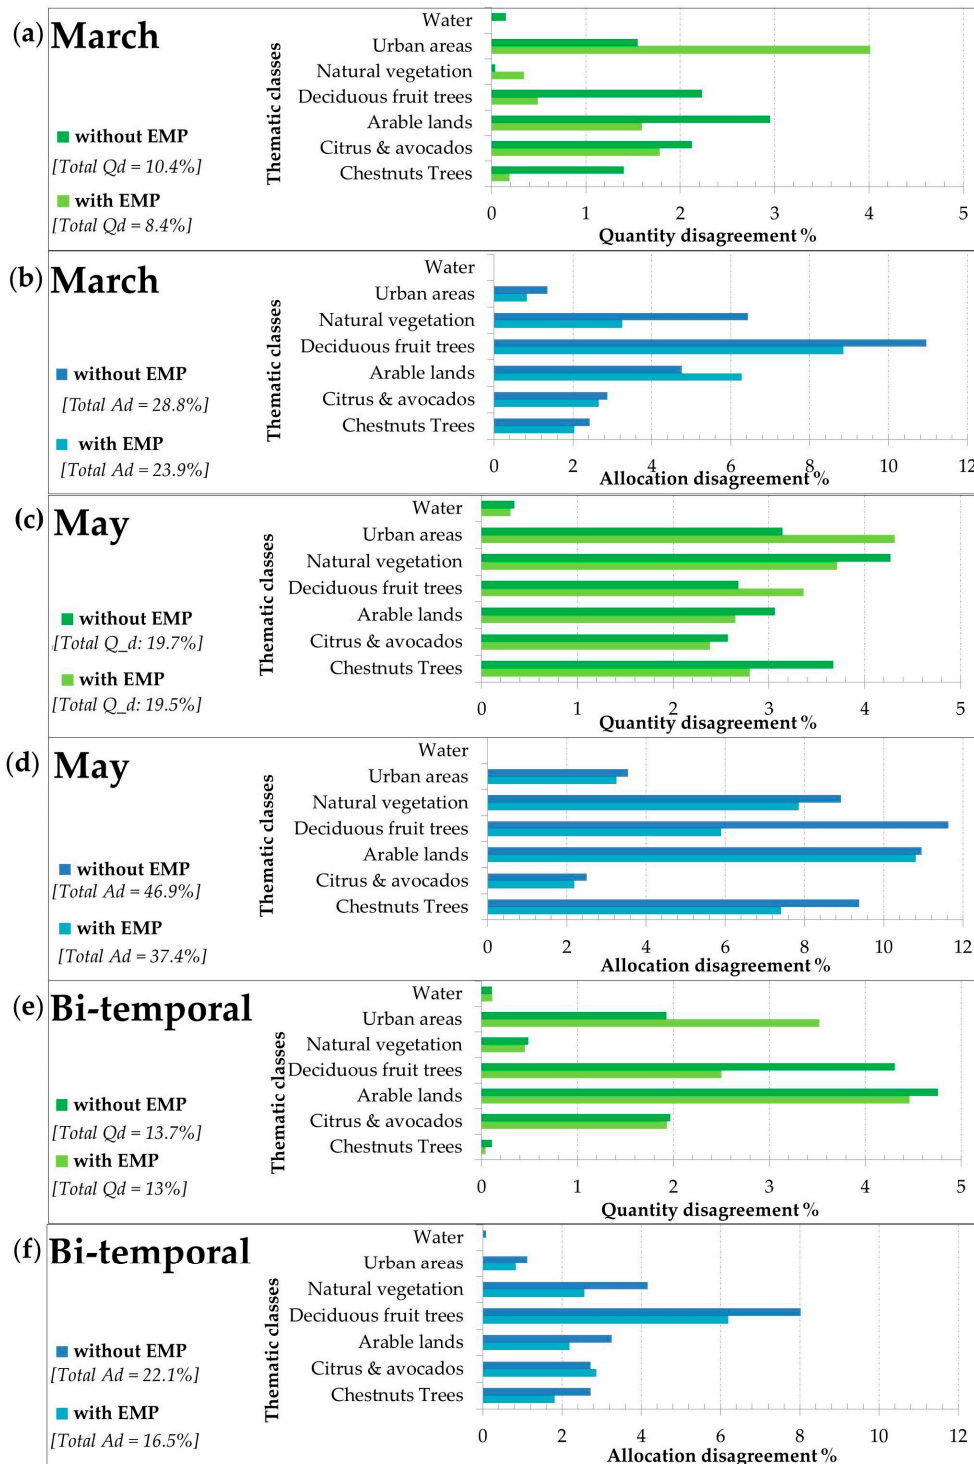 (a) March
without EMP
[Total Qd = 10.4%]
with EMP
[Total Qd = 8.4%]
Thematic classes
Water
Urban areas
Natural vegetation
Deciduous fruit trees
Arable lands
Citrus & avocados
Chestnuts Trees
0 1 2 3 4 5
Quantity disagreement %
(b) March
without EMP
[Total Ad = 28.8%]
with EMP
[Total Ad = 23.9%]
Thematic classes
Water
Urban areas
Natural vegetation
Deciduous fruit trees
Arable lands
Citrus & avocados
Chestnuts Trees
0 2 4 6 8 10 12
Allocation disagreement %
(c) May
without EMP
[Total Q_d: 19.7%]
with EMP
[Total Q_d: 19.5%]
Thematic classes
Water
Urban areas
Natural vegetation
Deciduous fruit trees
Arable lands
Citrus & avocados
Chestnuts Trees
0 1 2 3 4 5
Quantity disagreement %
(d) May
without EMP
[Total Ad = 46.9%]
with EMP
[Total Ad = 37.4%]
Thematic classes
Water
Urban areas
Natural vegetation
Deciduous fruit trees
Arable lands
Citrus & avocados
Chestnuts Trees
0 2 4 6 8 10 12
Allocation disagreement %
(e) Bi-temporal
without EMP
[Total Qd = 13.7%]
with EMP
[Total Qd = 13%]
Thematic classes
Water
Urban areas
Natural vegetation
Deciduous fruit trees
Arable lands
Citrus & avocados
Chestnuts Trees
0 1 2 3 4 5
Quantity disagreement %
(f) Bi-temporal
without EMP
[Total Ad = 22.1%]
with EMP
[Total Ad = 16.5%]
Thematic classes
Water
Urban areas
Natural vegetation
Deciduous fruit trees
Arable lands
Citrus & avocados
Chestnuts Trees
0 2 4 6 8 10 12
Allocation disagreement %